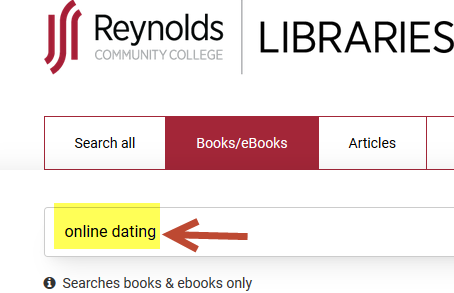 Reynolds
COMMUNITY COLLEGE
LIBRARIES
Search all
Books/eBooks
Articles
online dating
Searches books & ebooks only